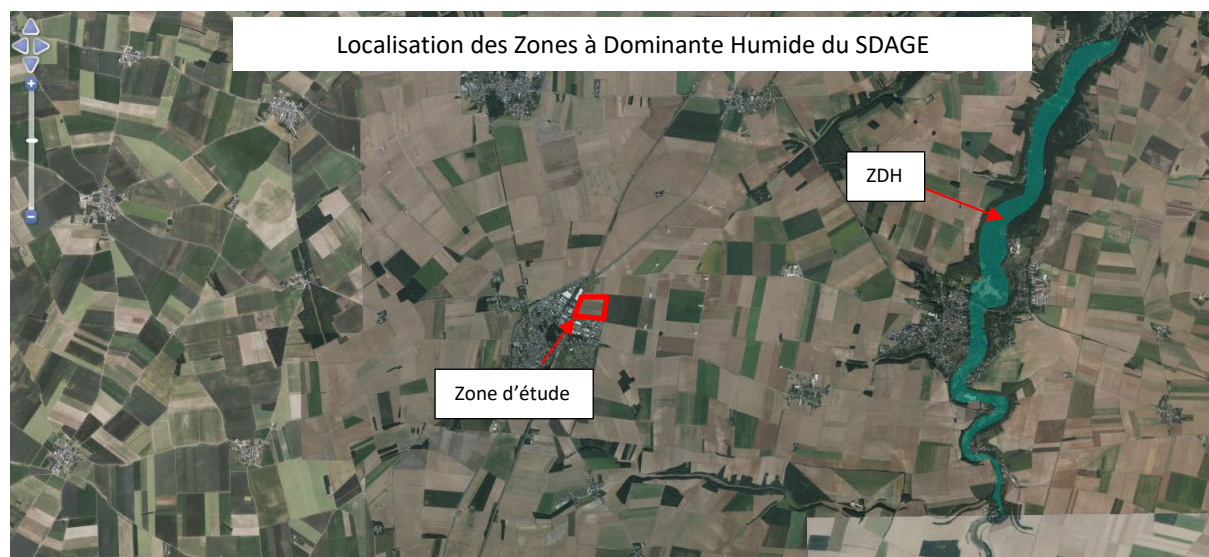 Localisation des Zones à Dominante Humide du SDAGE
ZDH
Zone d’étude